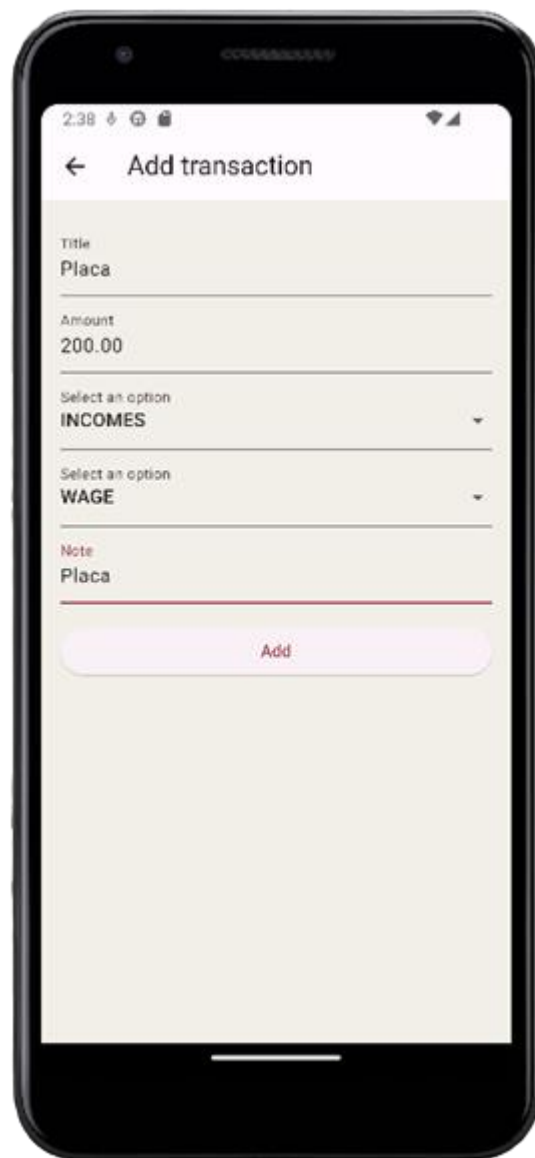 2:38
Add transaction
Title
Placa
Amount
200.00
Select an option
INCOMES
Select an option
WAGE
Note
Placa
Add